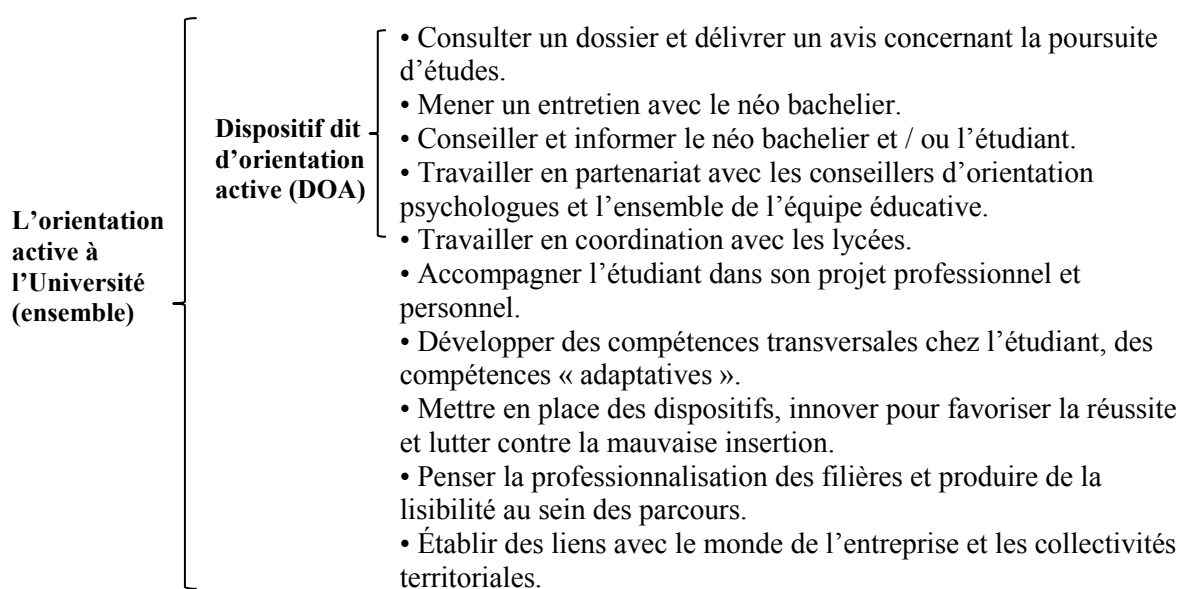 L’orientation
active à
l’Université
(ensemble)
Dispositif dit
d’orientation
active (DOA)
• Consulter un dossier et délivrer un avis concernant la poursuite
d’études.
• Mener un entretien avec le néo bachelier.
• Conseiller et informer le néo bachelier et / ou l’étudiant.
• Travailler en partenariat avec les conseillers d’orientation
psychologues et l’ensemble de l’équipe éducative.
• Travailler en coordination avec les lycées.
• Accompagner l’étudiant dans son projet professionnel et
personnel.
• Développer des compétences transversales chez l’étudiant, des
compétences « adaptatives ».
• Mettre en place des dispositifs, innover pour favoriser la réussite
et lutter contre la mauvaise insertion.
• Penser la professionnalisation des filières et produire de la
lisibilité au sein des parcours.
• Établir des liens avec le monde de l’entreprise et les collectivités
territoriales.